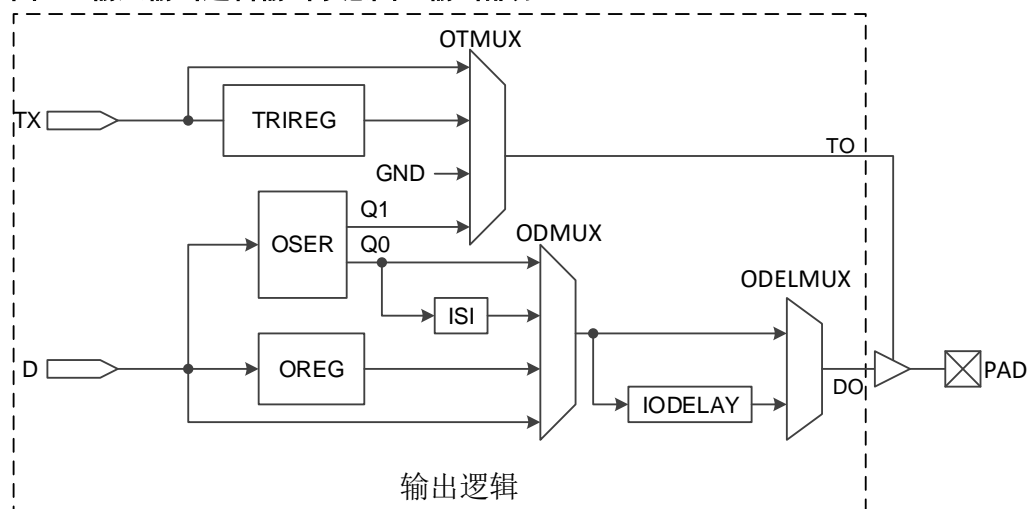 OTMUX
TX
TRIREG
TO
GND
Q1
OSER
Q0
ODMUX
ODELMUX
ISI
D
OREG
DO
PAD
IODELAY
输出逻辑